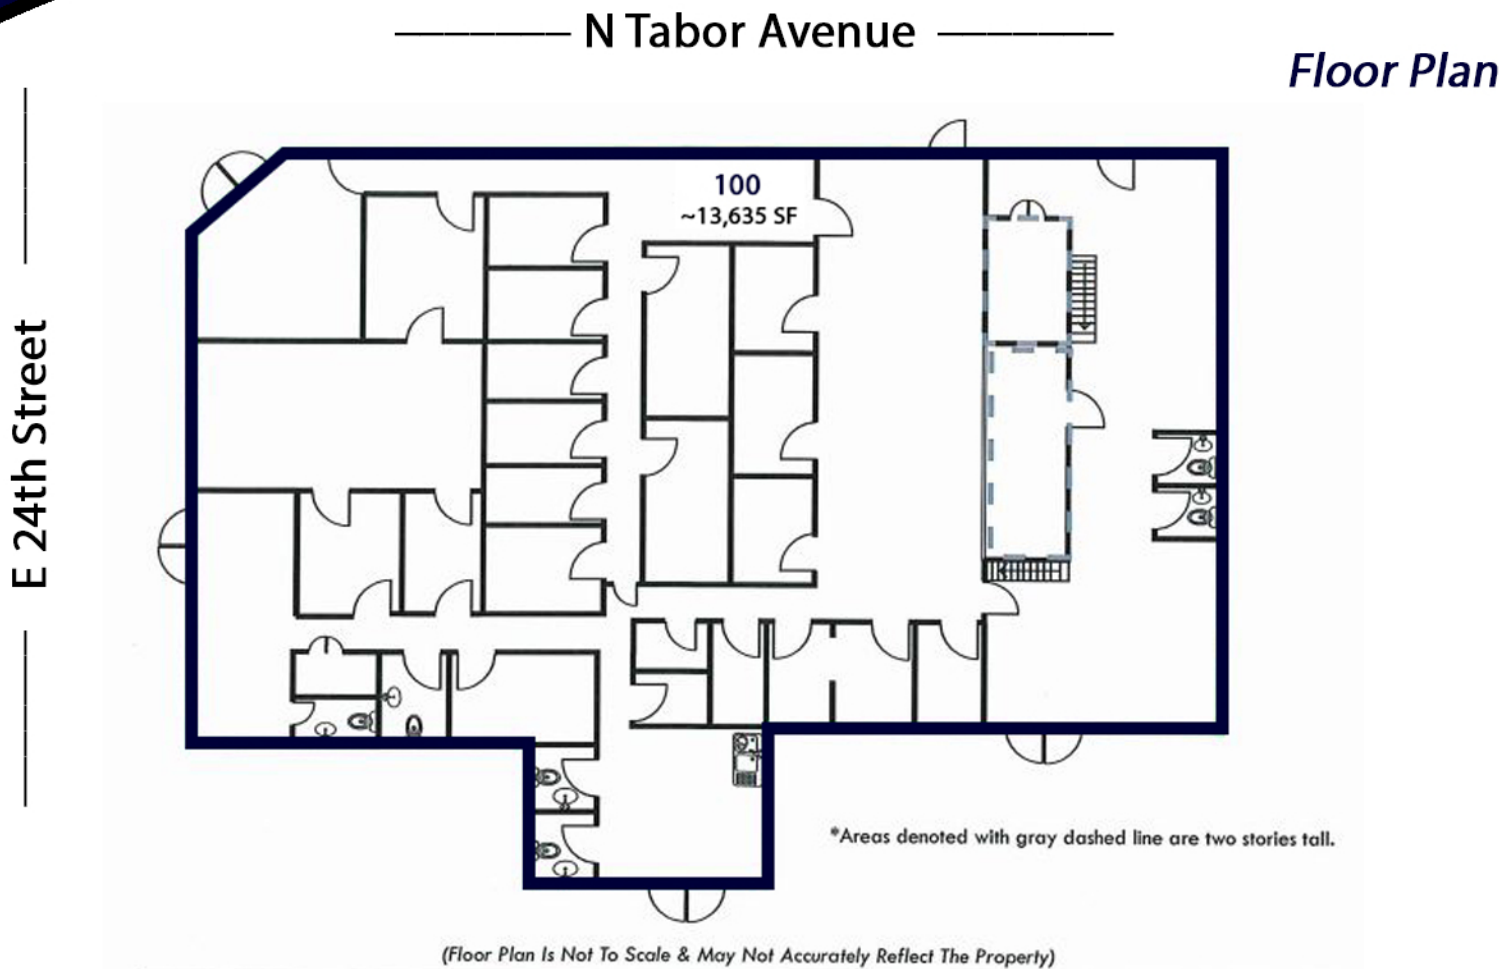 N Tabor Avenue
Floor Plan
E 24th Street
100
~13,635 SF
*Areas denoted with gray dashed line are two stories tall.
(Floor Plan Is Not To Scale & May Not Accurately Reflect The Property)